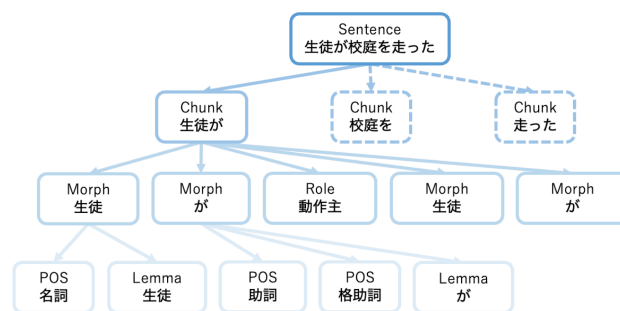 Sentence
生徒が校庭を走った
Chunk
生徒が
Chunk
校庭を
Chunk
走った
Morph
生徒
Morph
が
Role
動作主
Morph
生徒
Morph
が
POS
名詞
Lemma
生徒
POS
助詞
POS
格助詞
Lemma
が